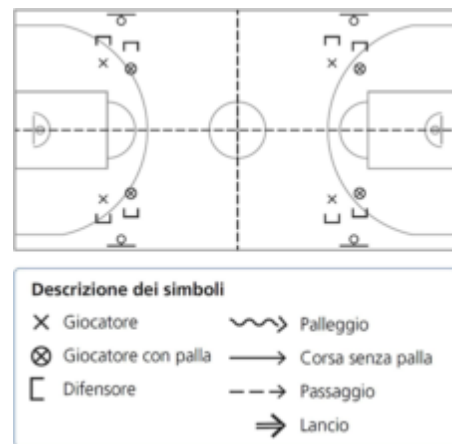 Descrizione dei simboli
Giocatore
Palleggio
Giocatore con palla
Corsa senza palla
Difensore
Passaggio
Lancio